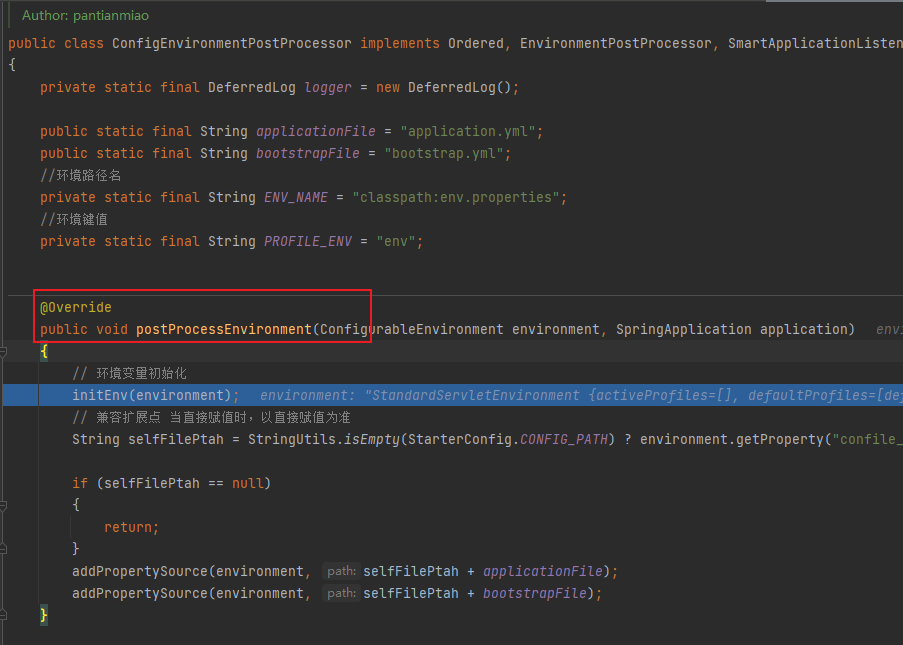 Author: pantianmiao
public class ConfigEnvironmentPostProcessor implements Ordered, EnvironmentPostProcessor, SmartApplicationListen
{
private static final DeferredLog logger = new DeferredLog();
public static final String applicationFile = "application.yml";
public static final String bootstrapFile = "bootstrap.yml";
//环境路径名
private static final String ENV_NAME = "classpath:env.properties";
//环境键值
private static final String PROFILE_ENV = "env";
@Override
public void postProcessEnvironment(ConfigurableEnvironment environment, SpringApplication application) envi
{
// 环境变量初始化
initEnv(environment); environment: "StandardServletEnvironment {activeProfiles=[], defaultProfiles=[de
// 兼容扩展点 当直接赋值时，以直接赋值为准
String selfFilePtah = StringUtils.isEmpty(StarterConfig.CONFIG_PATH) ? environment.getProperty("confile_
if (selfFilePtah == null)
{
return;
}
addPropertySource(environment, path: selfFilePtah + applicationFile);
addPropertySource(environment, path: selfFilePtah + bootstrapFile);
}